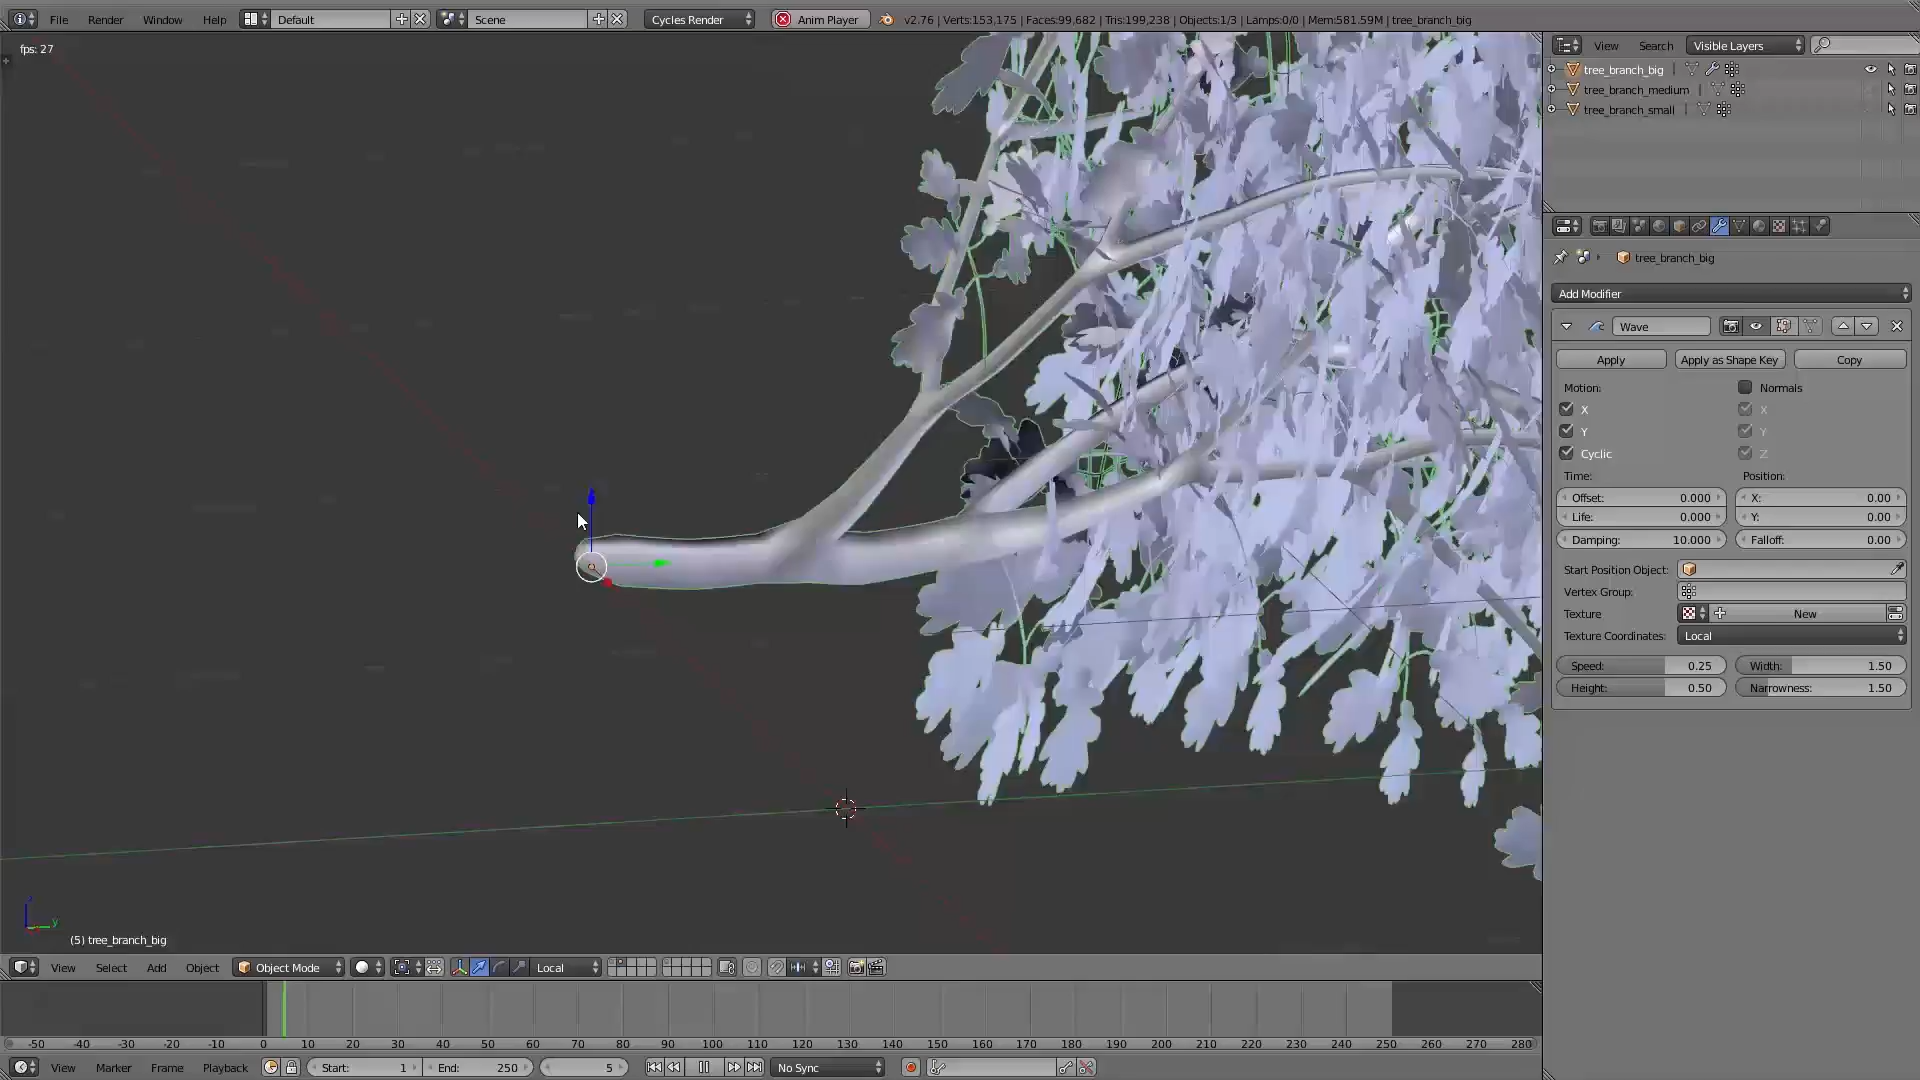 File Render Window Help Default Scene Cycles Render Anim Player v2.76 | Verts:153,175 | Faces:99,682 | Tris:199,238 | Objects:1/3 | Lamps:0/0 | Mem:581.59M | tree_branch_big
fps: 27
View Search Visible Layers
tree_branch_big
tree_branch_medium
tree_branch_small
tree_branch_big
Add Modifier
Wave
Apply Apply as Shape Key Copy
Motion: Normals
X X
Y Y
Cyclic Z
Time: Position:
Offset: 0.000 X: 0.00
Life: 0.000 Y: 0.00
Damping: 10.000 Falloff: 0.00
Start Position Object:
Vertex Group:
Texture New
Texture Coordinates: Local
Speed: 0.25 Width: 1.50
Height: 0.50 Narrowness: 1.50
z
y
(5) tree_branch_big
View Select Add Object Object Mode Local
-50 -40 -30 -20 -10 0 10 20 30 40 50 60 70 80 90 100 110 120 130 140 150 160 170 180 190 200 210 220 230 240 250 260 270 280
View Marker Frame Playback Start: 1 End: 250 5 No Sync